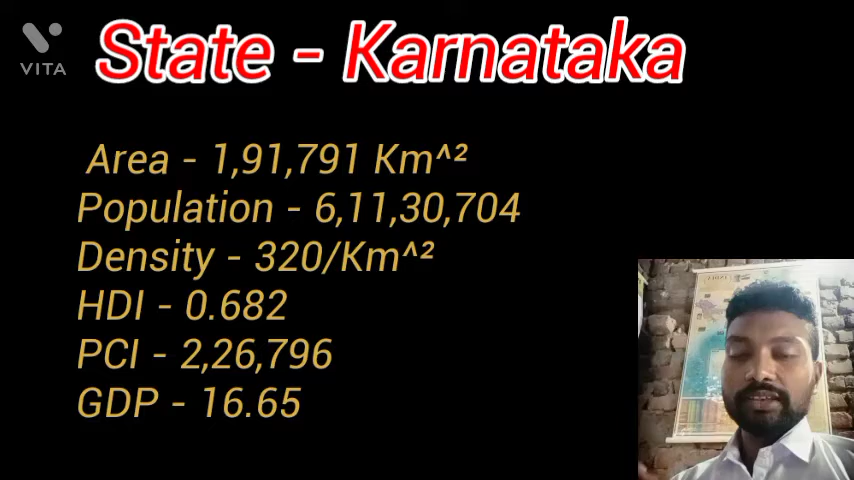 VITA
State - Karnataka
Area - 1,91,791 Km^²
Population - 6,11,30,704
Density - 320/Km^²
HDI - 0.682
PCI - 2,26,796
GDP - 16.65